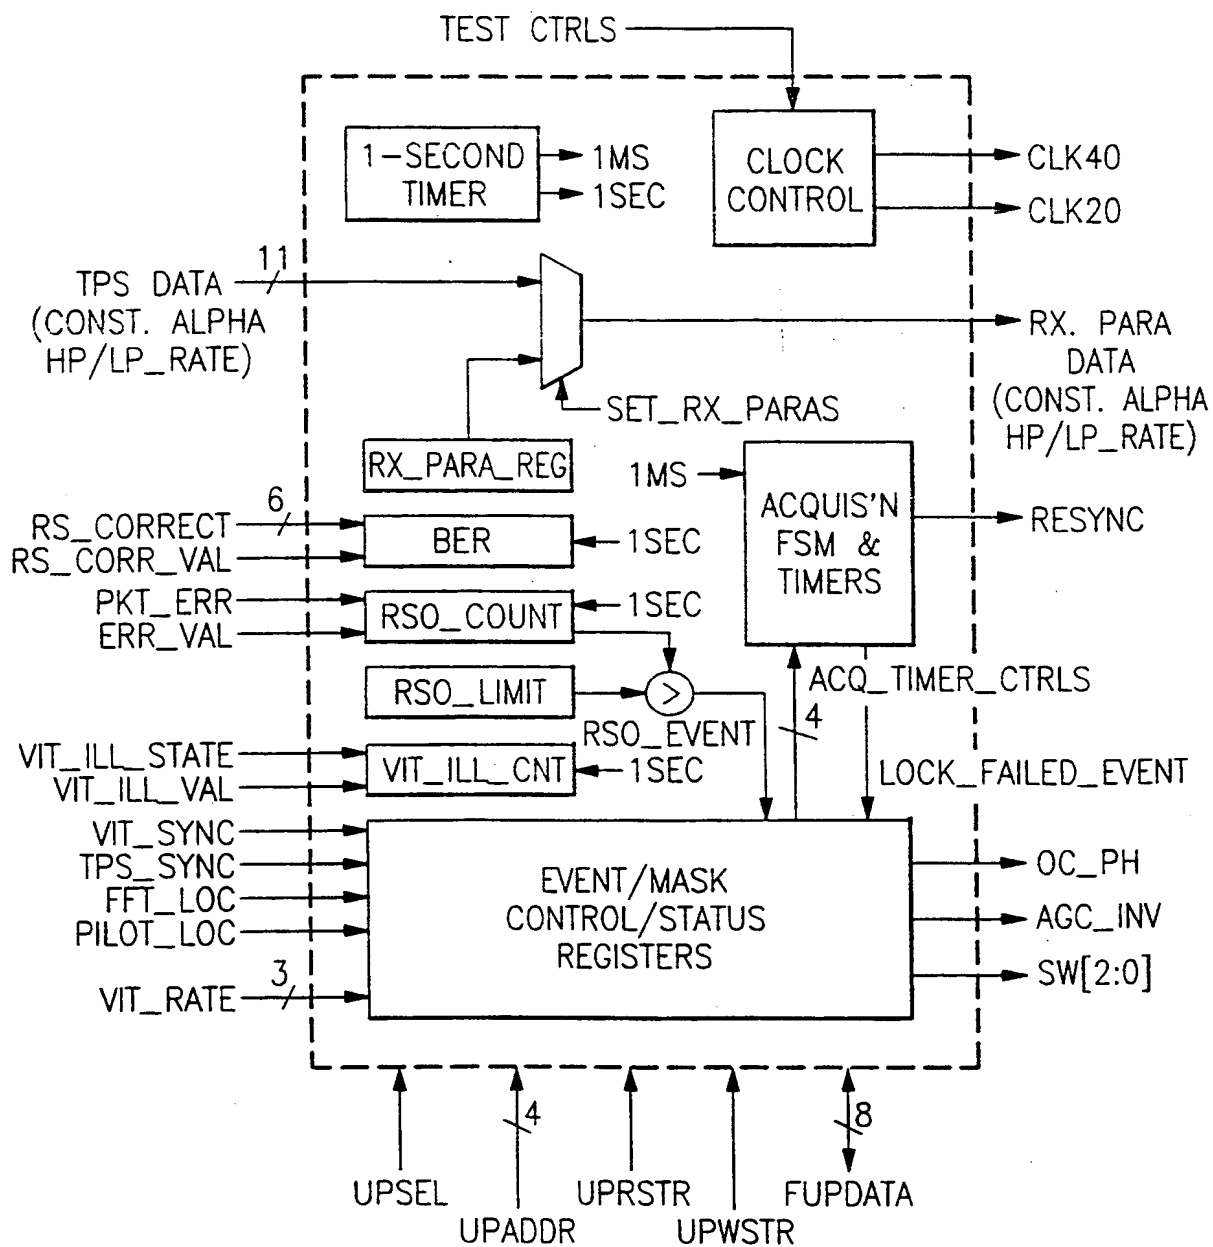 TEST CTRLS
1-SECOND
TIMER
1MS
1SEC
CLOCK
CONTROL
CLK40
CLK20
11
TPS DATA
(CONST. ALPHA
HP/LP_RATE)
RX. PARA
DATA
(CONST. ALPHA
HP/LP_RATE)
SET_RX_PARAS
RX_PARA_REG
1MS
ACQUIS'N
FSM &
TIMERS
RESYNC
6
RS_CORRECT
RS_CORR_VAL
BER
1SEC
PKT_ERR
ERR_VAL
RSO_COUNT
1SEC
RSO_LIMIT
>
RSO_EVENT
ACQ_TIMER_CTRLS
4
LOCK_FAILED_EVENT
VIT_ILL_STATE
VIT_ILL_VAL
VIT_ILL_CNT
1SEC
VIT_SYNC
TPS_SYNC
FFT_LOC
PILOT_LOC
3
VIT_RATE
EVENT/MASK
CONTROL/STATUS
REGISTERS
OC_PH
AGC_INV
SW[2:0]
4
8
UPSEL
UPADDR
UPRSTR
UPWSTR
FUPDATA